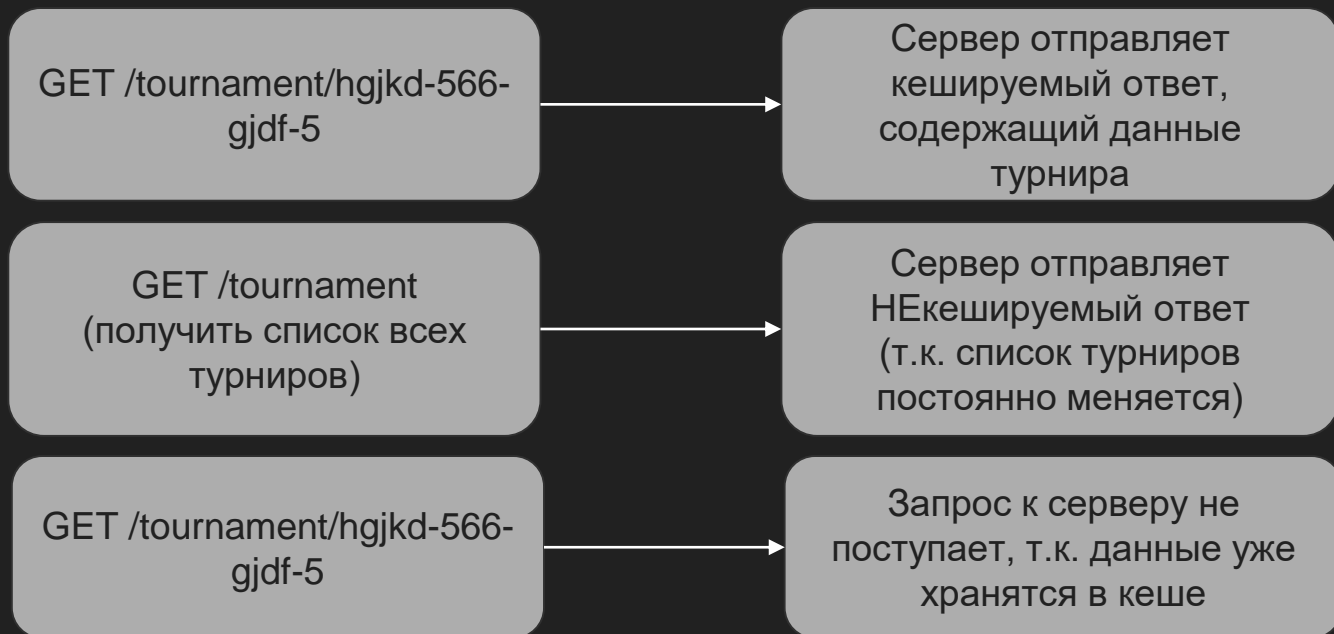 GET /tournament/hgjkd-566-
gjdf-5
Сервер отправляет
кешируемый ответ,
содержащий данные
турнира
GET /tournament
(получить список всех
турниров)
Сервер отправляет
НЕкешируемый ответ
(т.к. список турниров
постоянно меняется)
GET /tournament/hgjkd-566-
gjdf-5
Запрос к серверу не
поступает, т.к. данные уже
хранятся в кеше